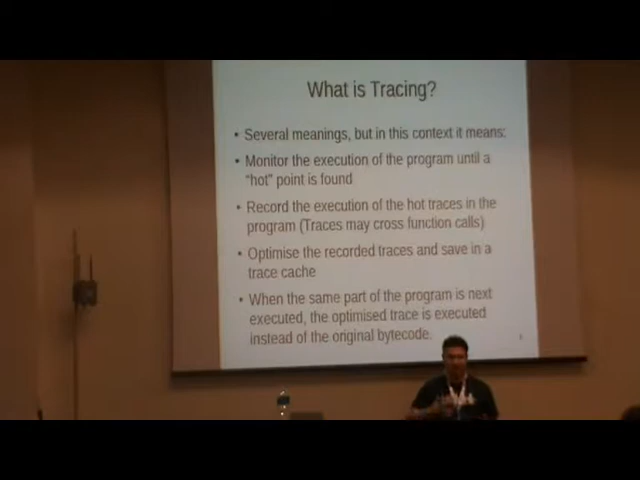 What is Tracing?
• Several meanings, but in this context it means:
• Monitor the execution of the program until a
"hot" point is found
• Record the execution of the hot traces in the
program (Traces may cross function calls)
• Optimise the recorded traces and save in a
trace cache
• When the same part of the program is next
executed, the optimised trace is executed
instead of the original bytecode.